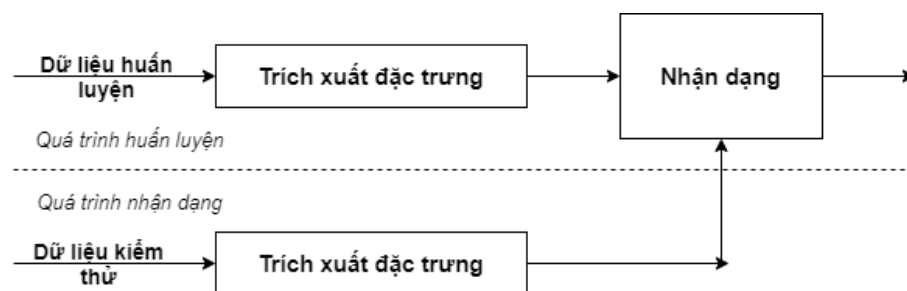 Dữ liệu huấn
luyện
Trích xuất đặc trưng
Nhận dạng
Quá trình huấn luyện
Quá trình nhận dạng
Dữ liệu kiểm
thử
Trích xuất đặc trưng